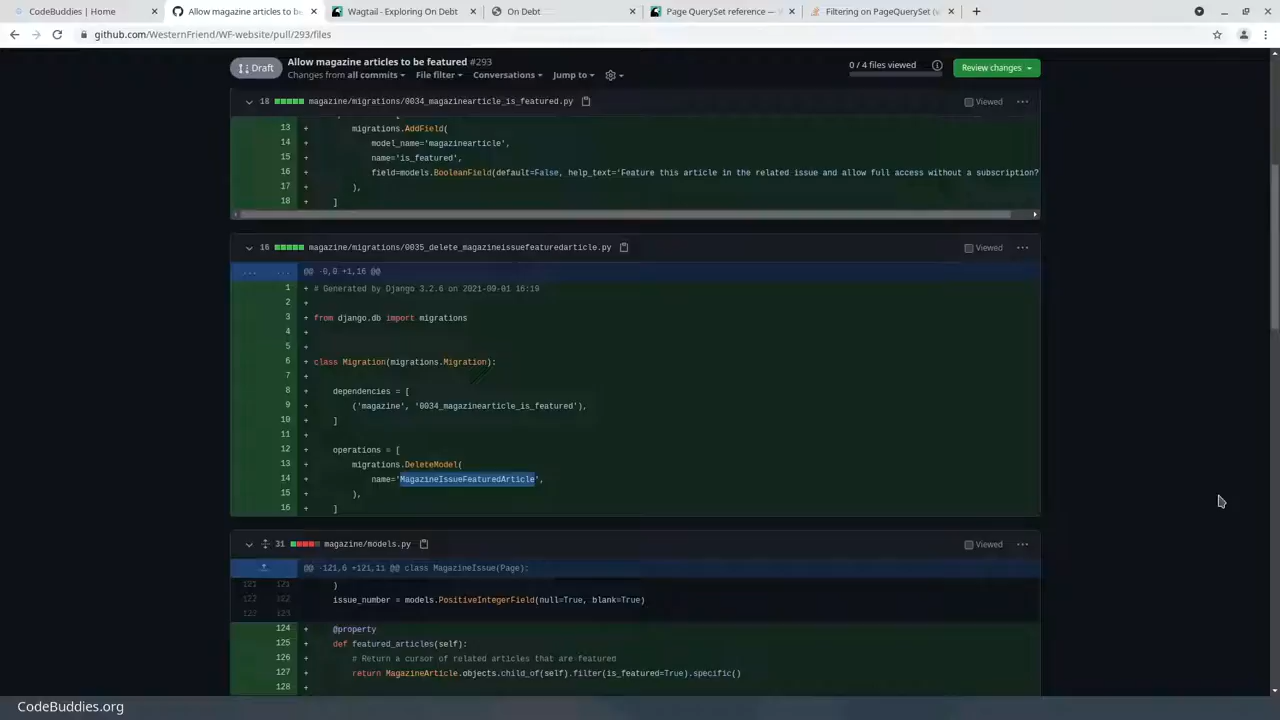 CodeBuddies | Home
Allow magazine articles to be
Wagtail - Exploring On Debt
On Debt
Page QuerySet reference —
Filtering on PageQuerySet (
github.com/WesternFriend/WF-website/pull/293/files
Draft
Allow magazine articles to be featured #293
Changes from all commits
File filter
Conversations
Jump to
0 / 4 files viewed
Review changes
18 magazine/migrations/0034_magazinearticle_is_featured.py
Viewed
13 + migrations.AddField(
14 + model_name='magazinearticle',
15 + name='is_featured',
16 + field=models.BooleanField(default=False, help_text='Feature this article in the related issue and allow full access without a subscription?
17 + ),
18 + ]
16 magazine/migrations/0035_delete_magazineissuefeaturedarticle.py
Viewed
... ... @@ -0,0 +1,16 @@
1 + # Generated by Django 3.2.6 on 2021-09-01 16:19
2 +
3 + from django.db import migrations
4 +
5 +
6 + class Migration(migrations.Migration):
7 +
8 + dependencies = [
9 + ('magazine', '0034_magazinearticle_is_featured'),
10 + ]
11 +
12 + operations = [
13 + migrations.DeleteModel(
14 + name='MagazineIssueFeaturedArticle',
15 + ),
16 + ]
31 magazine/models.py
Viewed
@@ -121,6 +121,11 @@ class MagazineIssue(Page):
121 121 )
122 122 issue_number = models.PositiveIntegerField(null=True, blank=True)
123 123
124 + @property
125 + def featured_articles(self):
126 + # Return a cursor of related articles that are featured
127 + return MagazineArticle.objects.child_of(self).filter(is_featured=True).specific()
128 +
CodeBuddies.org